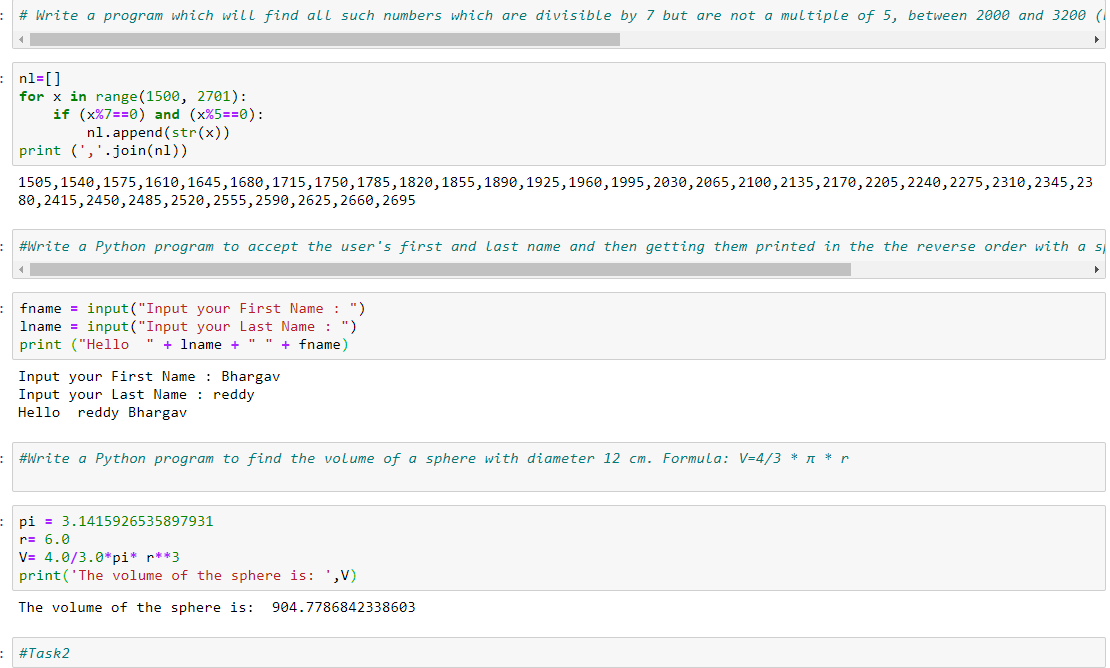 # Write a program which will find all such numbers which are divisible by 7 but are not a multiple of 5, between 2000 and 3200 (
nl=[]
for x in range(1500, 2701):
    if (x%7==0) and (x%5==0):
        nl.append(str(x))
print (','.join(nl))
1505,1540,1575,1610,1645,1680,1715,1750,1785,1820,1855,1890,1925,1960,1995,2030,2065,2100,2135,2170,2205,2240,2275,2310,2345,23
80,2415,2450,2485,2520,2555,2590,2625,2660,2695
#Write a Python program to accept the user's first and last name and then getting them printed in the the reverse order with a
fname = input("Input your First Name : ")
lname = input("Input your Last Name : ")
print ("Hello  " + lname + " " + fname)
Input your First Name : Bhargav
Input your Last Name : reddy
Hello  reddy Bhargav
#Write a Python program to find the volume of a sphere with diameter 12 cm. Formula: V=4/3 * π * r
pi = 3.1415926535897931
r= 6.0
V= 4.0/3.0*pi* r**3
print('The volume of the sphere is: ',V)
The volume of the sphere is:  904.7786842338603
#Task2